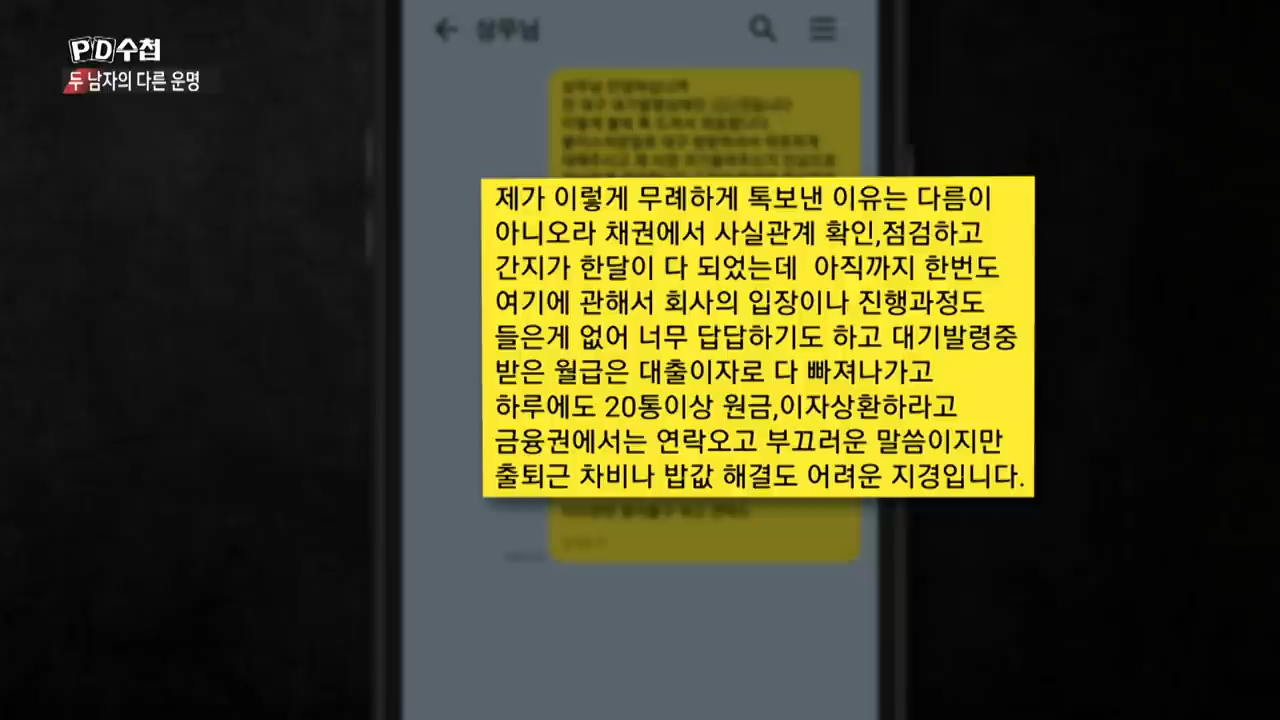 PD수첩
두 남자의 다른 운명
상무님
제가 이렇게 무례하게 톡보낸 이유는 다름이
아니오라 채권에서 사실관계 확인,점검하고
간지가 한달이 다 되었는데  아직까지 한번도
여기에 관해서 회사의 입장이나 진행과정도
들은게 없어 너무 답답하기도 하고 대기발령중
받은 월급은 대출이자로 다 빠져나가고
하루에도 20통이상 원금,이자상환하라고
금융권에서는 연락오고 부끄러운 말씀이지만
출퇴근 차비나 밥값 해결도 어려운 지경입니다.